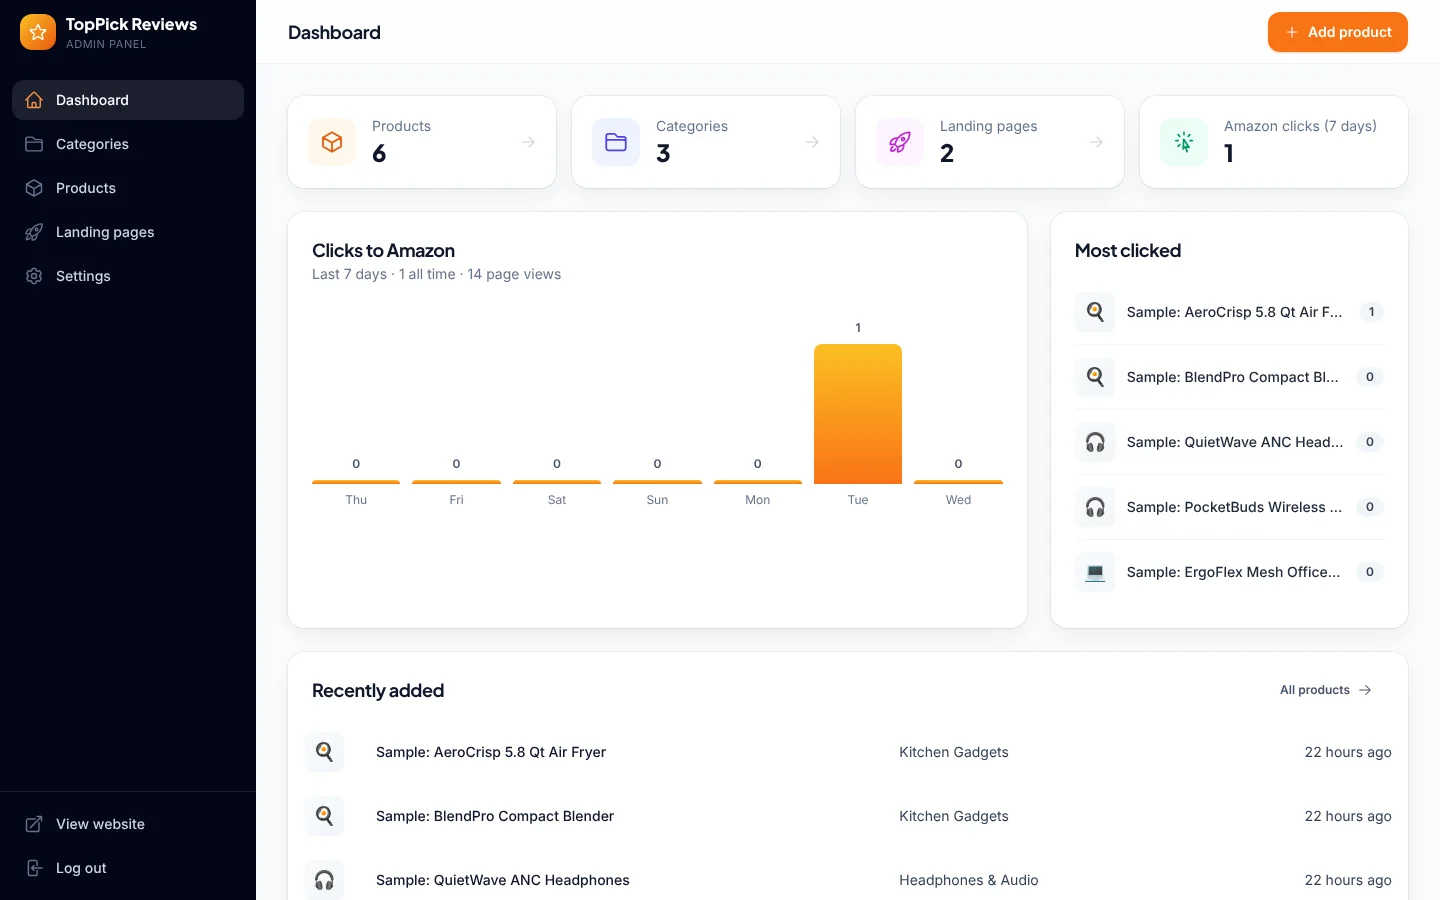 TopPick Reviews
ADMIN PANEL
Dashboard
Categories
Products
Landing pages
Settings
View website
Log out
Dashboard
Add product
Products
6
Categories
3
Landing pages
2
Amazon clicks (7 days)
1
Clicks to Amazon
Last 7 days · 1 all time · 14 page views
0 0 0 0 0 1 0
Thu Fri Sat Sun Mon Tue Wed
Most clicked
Sample: AeroCrisp 5.8 Qt Air F... 1
Sample: BlendPro Compact Bl... 0
Sample: QuietWave ANC Head... 0
Sample: PocketBuds Wireless ... 0
Sample: ErgoFlex Mesh Office... 0
Recently added
All products
Sample: AeroCrisp 5.8 Qt Air Fryer Kitchen Gadgets 22 hours ago
Sample: BlendPro Compact Blender Kitchen Gadgets 22 hours ago
Sample: QuietWave ANC Headphones Headphones & Audio 22 hours ago